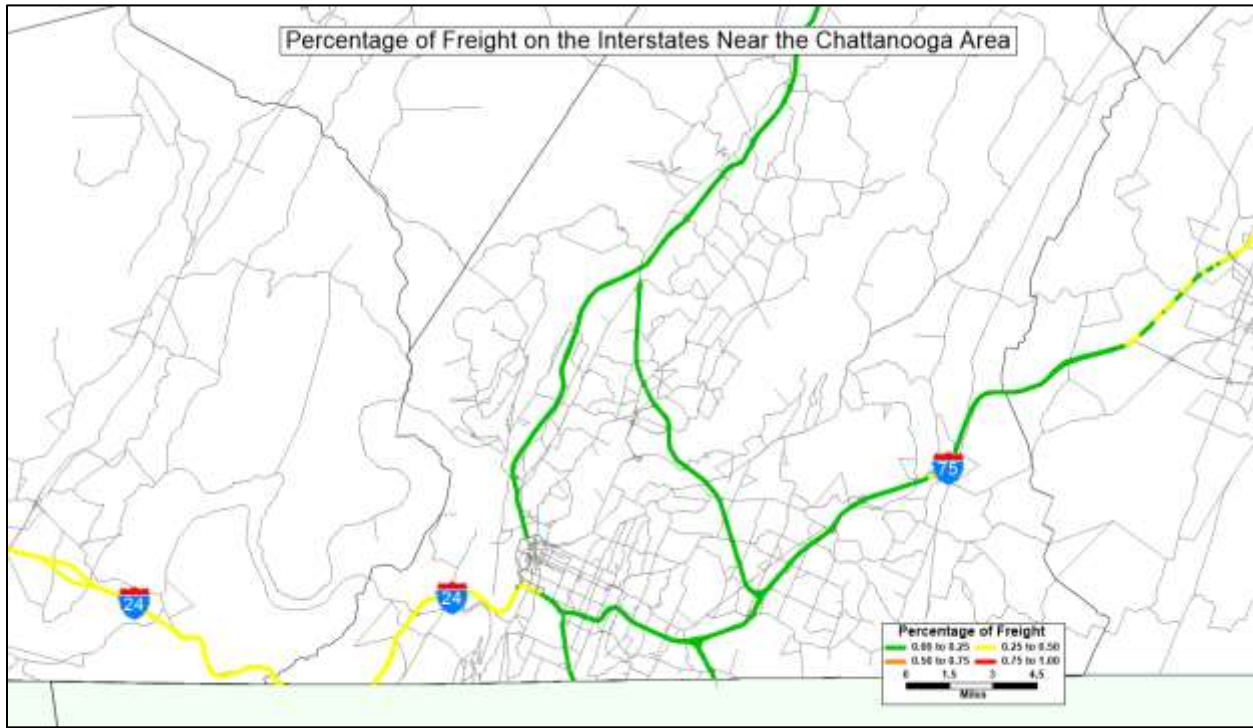 Percentage of Freight on the Interstates Near the Chattanooga Area
75
24
24
Percentage of Freight
0.00 to 0.25 0.25 to 0.50
0.50 to 0.75 0.75 to 1.00
0 1.5 3 4.5
Miles